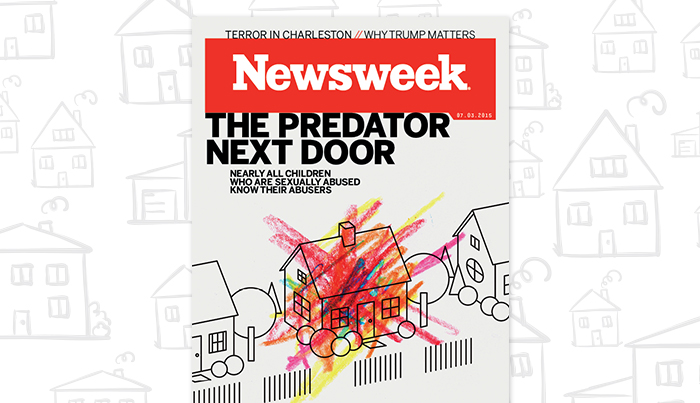 TERROR IN CHARLESTON // WHY TRUMP MATTERS
Newsweek
07.03.2015
THE PREDATOR
NEXT DOOR
NEARLY ALL CHILDREN
WHO ARE SEXUALLY ABUSED
KNOW THEIR ABUSERS